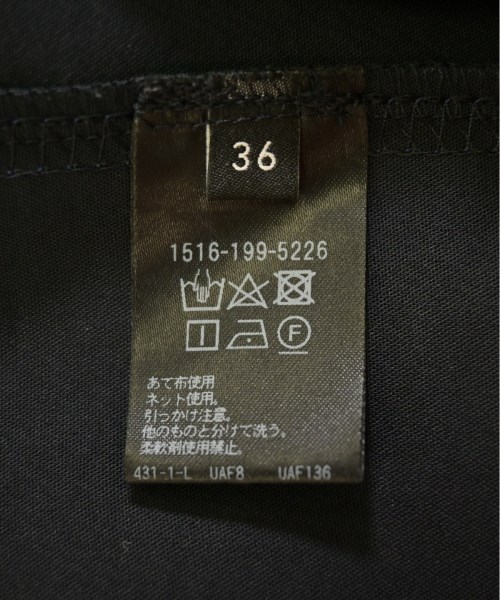 36
1516-199-5226
F
あて布使用
ネット使用。
引っかけ注意。
他のものと分けて洗う。
柔軟剤使用禁止。
431-1-L UAF8 UAF136